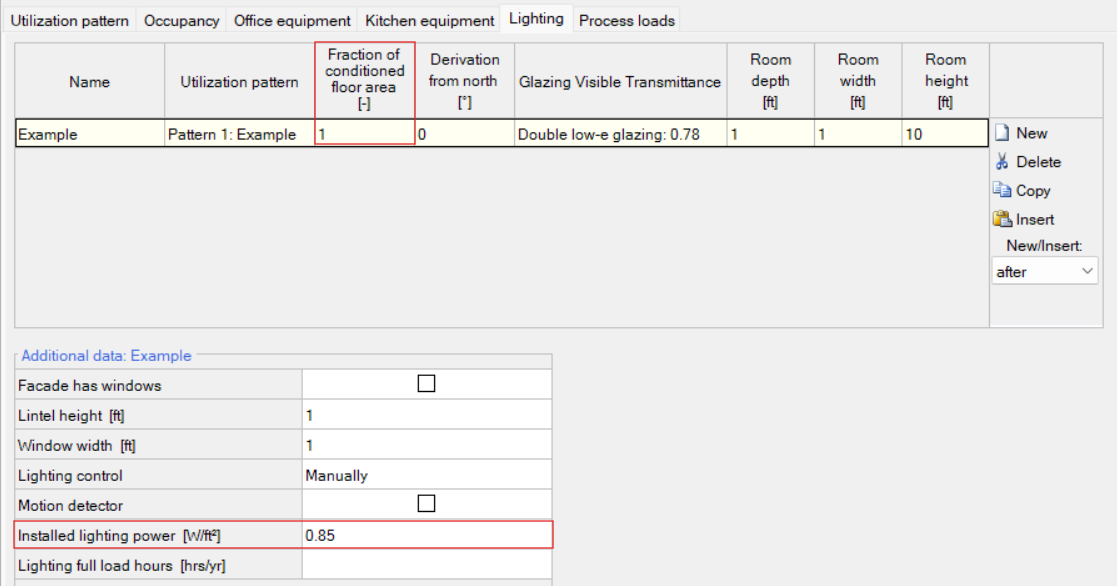 Utilization pattern Occupancy Office equipment Kitchen equipment Lighting Process loads
Name Utilization pattern Fraction of conditioned floor area [-] Derivation from north [°] Glazing Visible Transmittance Room depth [ft] Room width [ft] Room height [ft]
Example Pattern 1: Example 1 0 Double low-e glazing: 0.78 1 1 10
New
Delete
Copy
Insert
New/Insert:
after
Additional data: Example
Facade has windows
Lintel height [ft] 1
Window width [ft] 1
Lighting control Manually
Motion detector
Installed lighting power [W/ft²] 0.85
Lighting full load hours [hrs/yr]